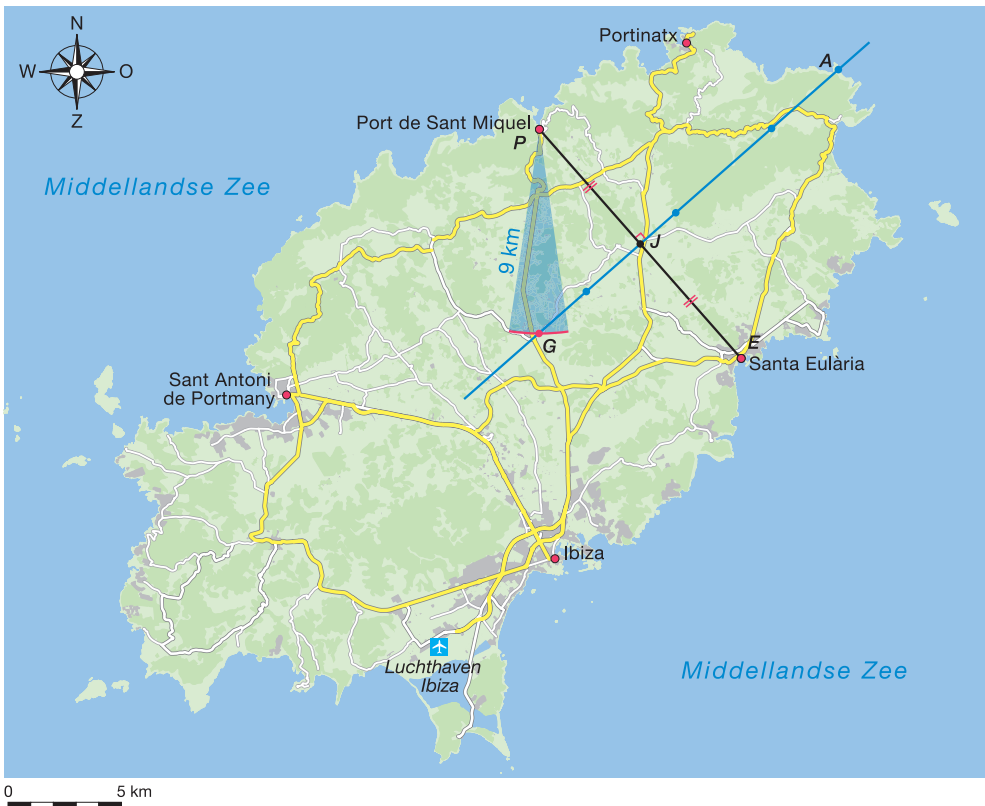 N
W
O
Z
Portinatx
A
Port de Sant Miquel
P
Middellandse Zee
J
9 km
G
E
Santa Eulària
Sant Antoni
de Portmany
Ibiza
Luchthaven
Ibiza
Middellandse Zee
0
5 km